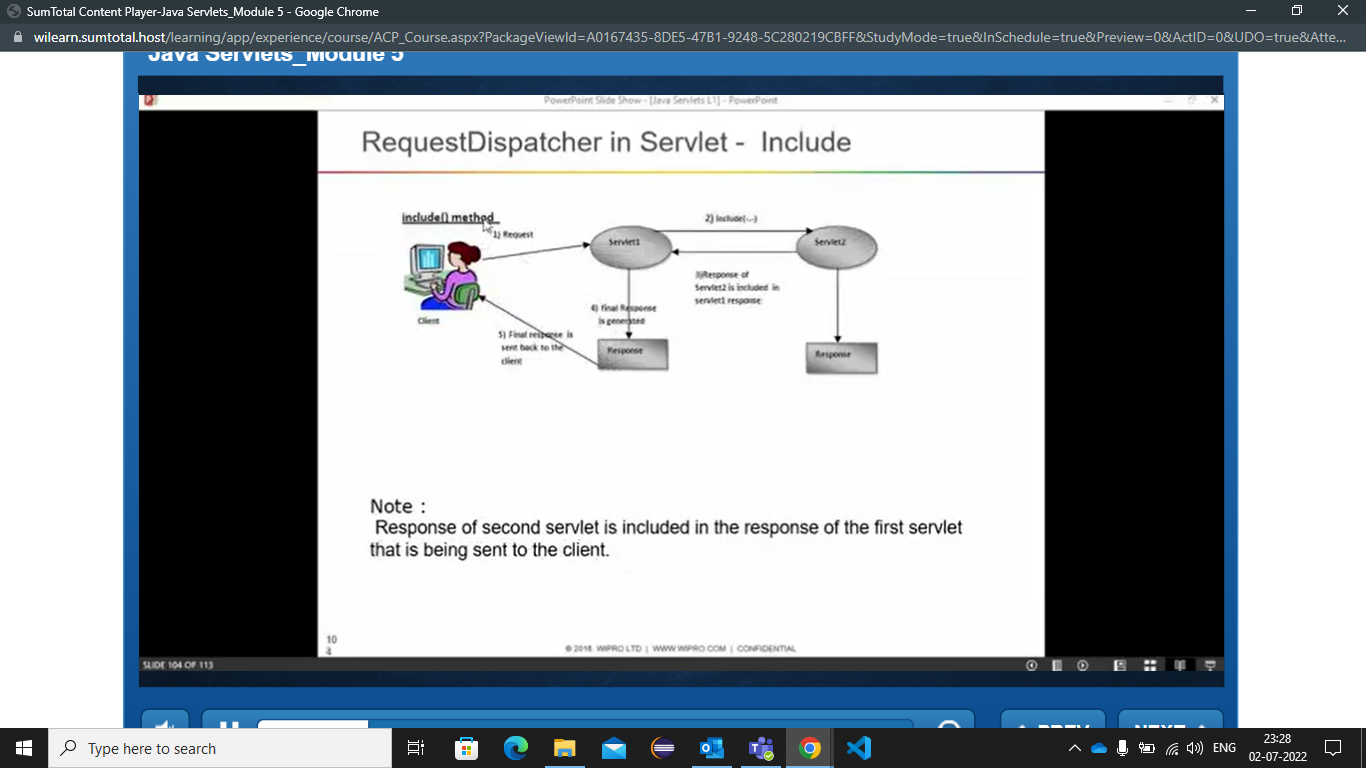 SumTotal Content Player-Java Servlets_Module 5 - Google Chrome
wilearn.sumtotal.host/learning/app/experience/course/ACP_Course.aspx?PackageViewId=A0167435-8DE5-47B1-9248-5C280219CBFF&StudyMode=true&InSchedule=true&Preview=0&ActID=0&UDO=true&Atte...
Java Servlets_Module 5
PowerPoint Slide Show - [Java Servlets L1] - PowerPoint
RequestDispatcher in Servlet - Include
include() method
1) Request
2) Include(-,-)
Servlet1
Servlet2
3)Response of
Servlet2 is included in
servlet1 response
4) final Response
is generated
Client
5) Final response is
sent back to the
client
Response
Response
Note :
Response of second servlet is included in the response of the first servlet
that is being sent to the client.
10
4
© 2016 WIPRO LTD | WWW.WIPRO.COM | CONFIDENTIAL
SLIDE 104 OF 113
PREV
NEXT
Type here to search
ENG
23:28
02-07-2022